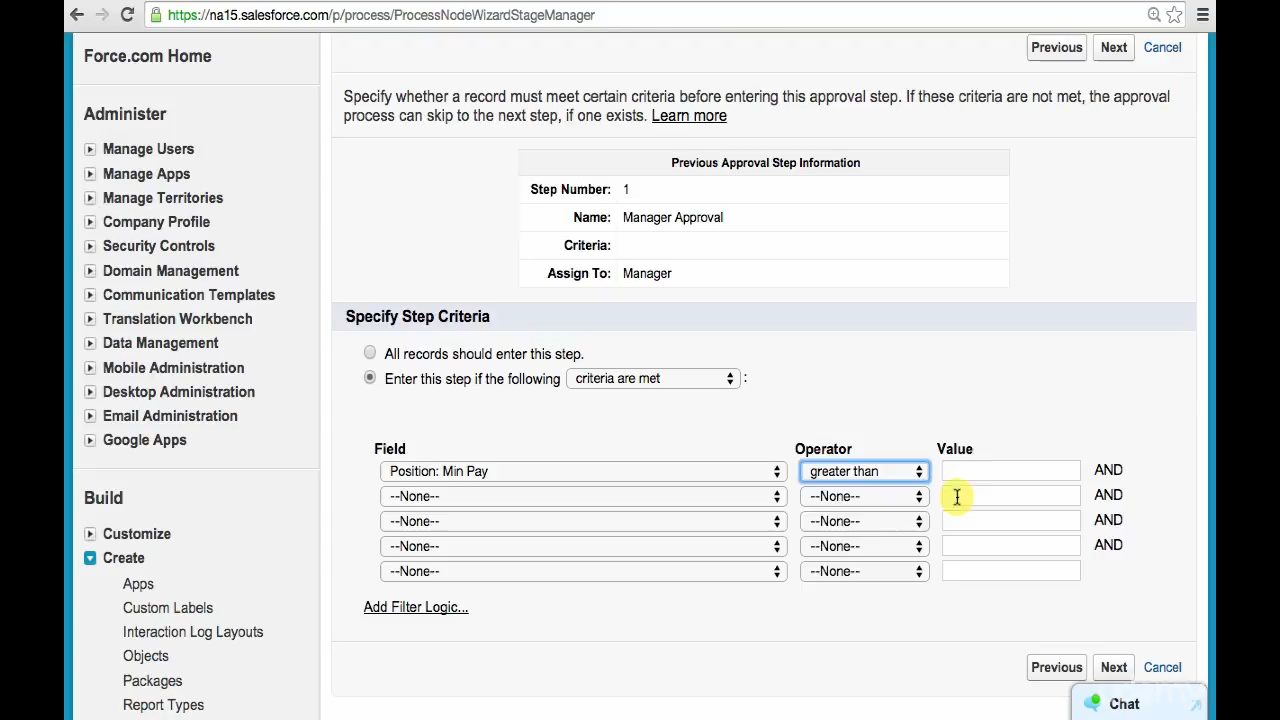 https://na15.salesforce.com/p/process/ProcessNodeWizardStageManager
Force.com Home
Administer
Manage Users
Manage Apps
Manage Territories
Company Profile
Security Controls
Domain Management
Communication Templates
Translation Workbench
Data Management
Mobile Administration
Desktop Administration
Email Administration
Google Apps
Build
Customize
Create
Apps
Custom Labels
Interaction Log Layouts
Objects
Packages
Report Types
Previous Next Cancel
Specify whether a record must meet certain criteria before entering this approval step. If these criteria are not met, the approval
process can skip to the next step, if one exists. Learn more
Previous Approval Step Information
Step Number: 1
Name: Manager Approval
Criteria:
Assign To: Manager
Specify Step Criteria
All records should enter this step.
Enter this step if the following criteria are met :
Field Operator Value
Position: Min Pay greater than AND
--None-- --None-- AND
--None-- --None-- AND
--None-- --None-- AND
--None-- --None--
Add Filter Logic...
Previous Next Cancel
Chat